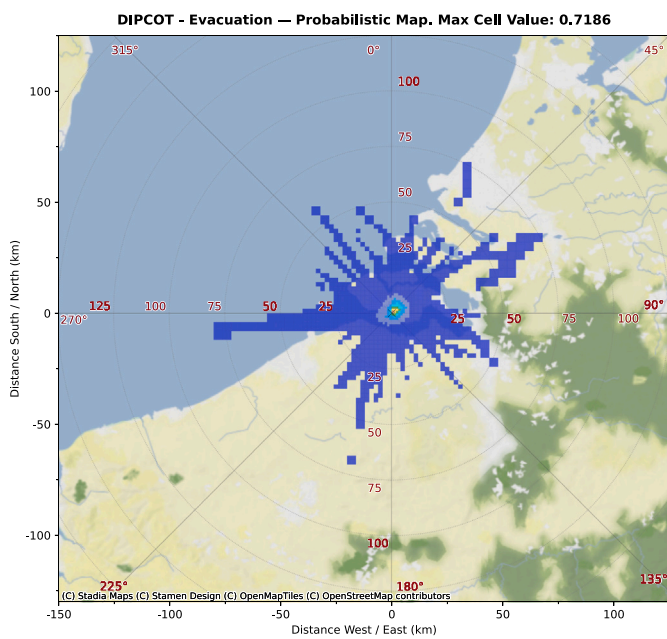 DIPCOT - Evacuation — Probabilistic Map. Max Cell Value: 0.7186
315° 0° 45°
100 100
75
50 50
25
125 100 75 50 25 0 25 50 75 100 90°
270°
25
-50 50
75
-100 100
225° 180° 135°
(C) Stadia Maps (C) Stamen Design (C) OpenMapTiles (C) OpenStreetMap contributors
-150 -100 -50 0 50 100
Distance West / East (km)
Distance South / North (km)